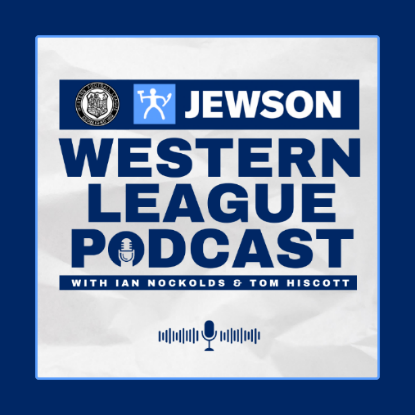 JEWSON
WESTERN
LEAGUE
PODCAST
WITH IAN NOCKOLDS & TOM HISCOTT